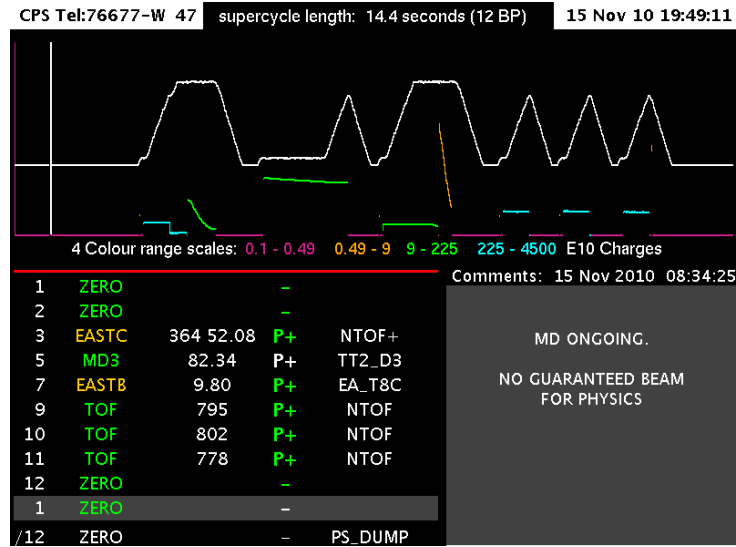 CPS Tel:76677-W 47 supercycle length: 14.4 seconds (12 BP) 15 Nov 10 19:49:11
4 Colour range scales: 0.1 - 0.49 0.49 - 9 9 - 225 225 - 4500 E10 Charges
Comments: 15 Nov 2010 08:34:25
1 ZERO –
2 ZERO –
3 EASTC 364 52.08 P+ NTOF+
5 MD3 82.34 P+ TT2_D3
7 EASTB 9.80 P+ EA_T8C
9 TOF 795 P+ NTOF
10 TOF 802 P+ NTOF
11 TOF 778 P+ NTOF
12 ZERO –
1 ZERO –
/12 ZERO – PS_DUMP
MD ONGOING.
NO GUARANTEED BEAM
FOR PHYSICS